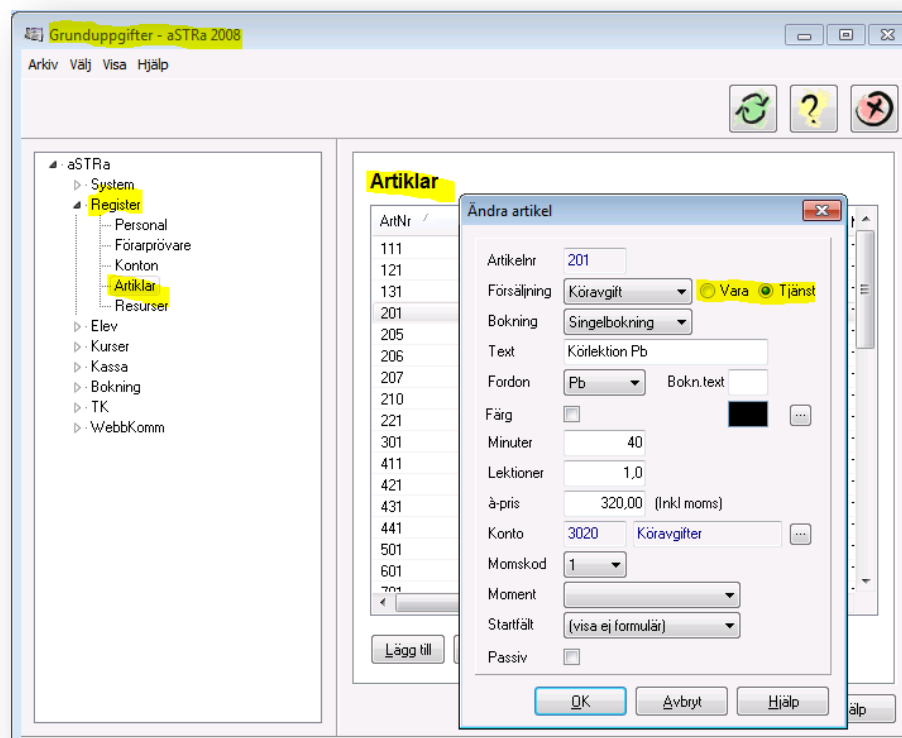 Grunduppgifter - aSTRa 2008
Arkiv Välj Visa Hjälp
aSTRa
System
Register
Personal
Förarprövare
Konton
Artiklar
Resurser
Elev
Kurser
Kassa
Bokning
TK
WebbKomm
Artiklar
ArtNr
111
121
131
201
205
206
207
210
221
301
411
421
431
441
501
601
701
Lägg till
Ändra artikel
Artikelnr 201
Försäljning Köravgift Vara Tjänst
Bokning Singelbokning
Text Körlektion Pb
Fordon Pb Bokn.text
Färg ...
Minuter 40
Lektioner 1,0
à-pris 320,00 (Inkl moms)
Konto 3020 Köravgifter ...
Momskod 1
Moment
Startfält (visa ej formulär)
Passiv
OK Avbryt Hjälp
älp